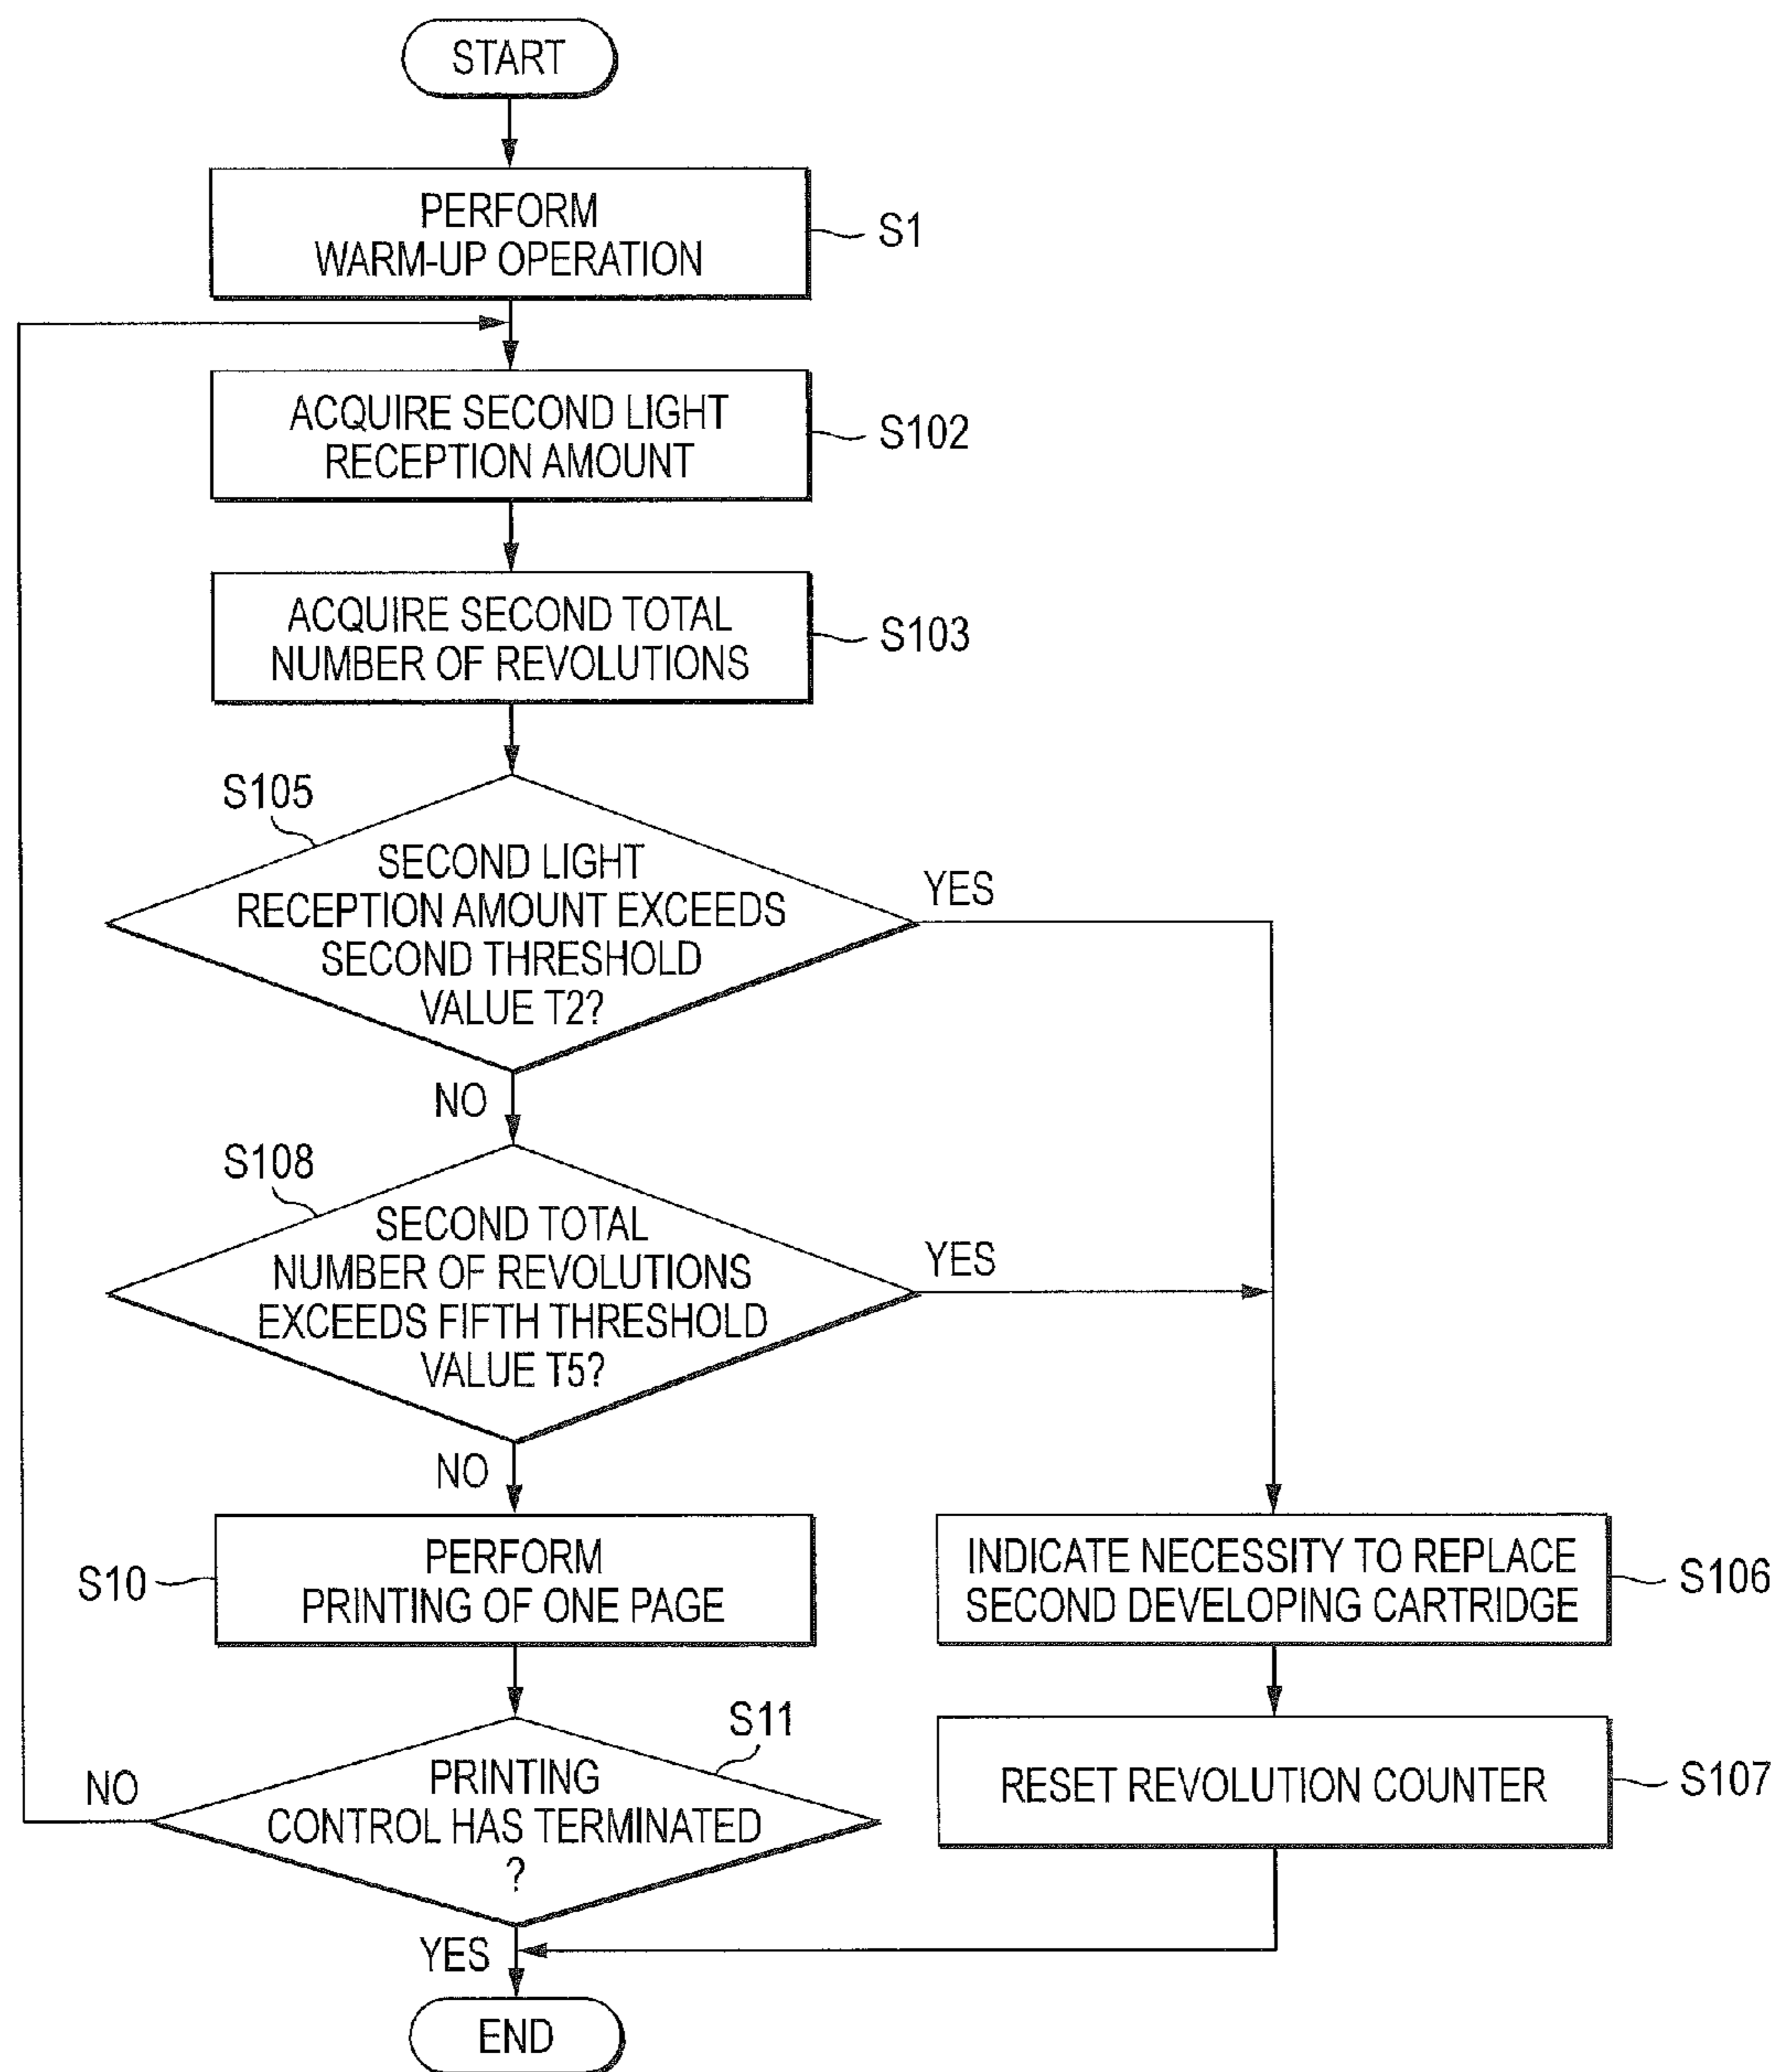 START
PERFORM
WARM-UP OPERATION
S1
ACQUIRE SECOND LIGHT
RECEPTION AMOUNT
S102
ACQUIRE SECOND TOTAL
NUMBER OF REVOLUTIONS
S103
S105
SECOND LIGHT
RECEPTION AMOUNT EXCEEDS
SECOND THRESHOLD
VALUE T2?
YES
NO
S108
SECOND TOTAL
NUMBER OF REVOLUTIONS
EXCEEDS FIFTH THRESHOLD
VALUE T5?
YES
NO
S10
PERFORM
PRINTING OF ONE PAGE
INDICATE NECESSITY TO REPLACE
SECOND DEVELOPING CARTRIDGE
S106
S11
PRINTING
CONTROL HAS TERMINATED
?
NO
RESET REVOLUTION COUNTER
S107
YES
END